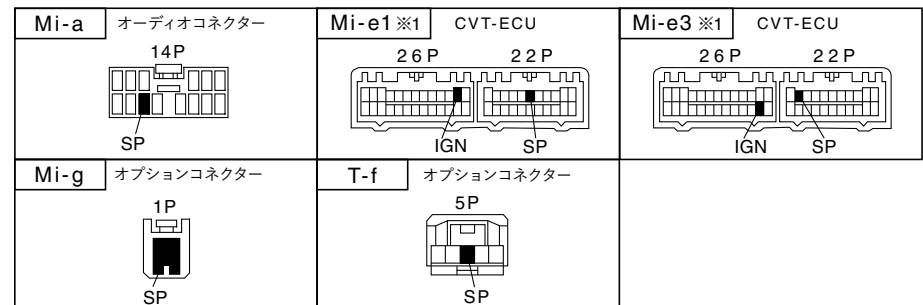 Mi-a オーディオコネクター
14P
SP
Mi-e1 ※1 CVT-ECU
26P 22P
IGN SP
Mi-e3 ※1 CVT-ECU
26P 22P
IGN SP
Mi-g オプションコネクター
1P
SP
T-f オプションコネクター
5P
SP